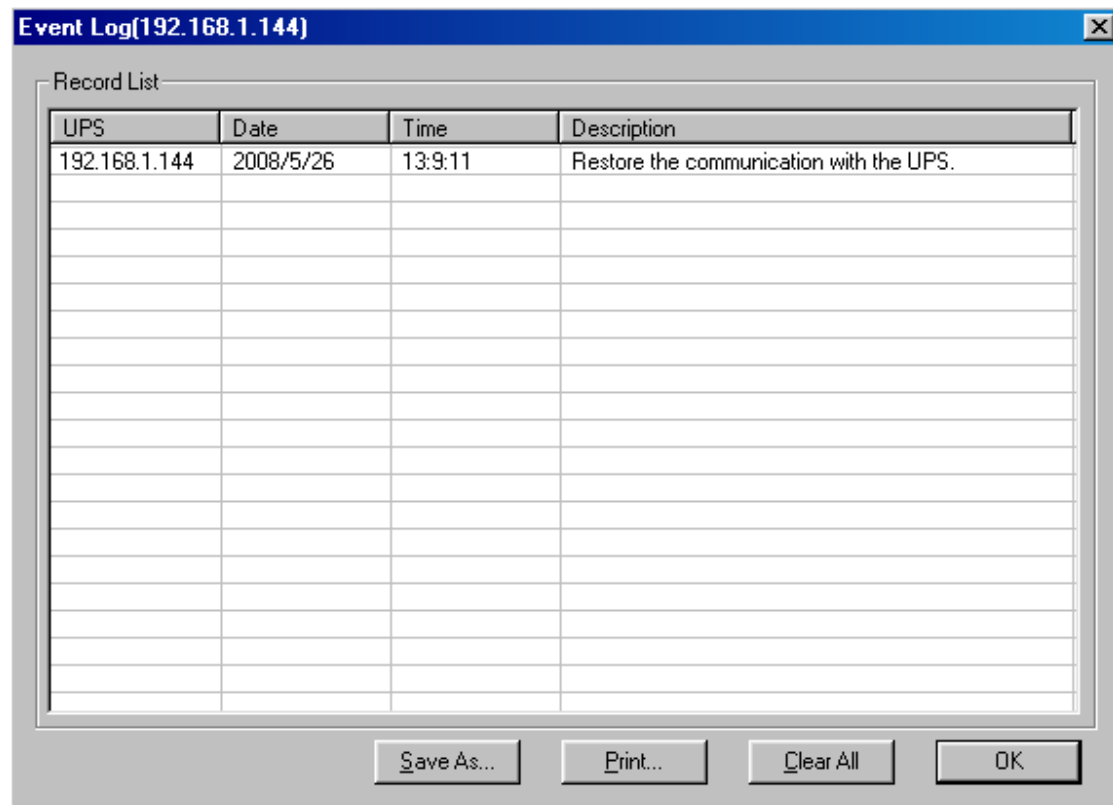 Event Log(192.168.1.144)
Record List
UPS Date Time Description
192.168.1.144 2008/5/26 13:9:11 Restore the communication with the UPS.
Save As... Print... Clear All OK